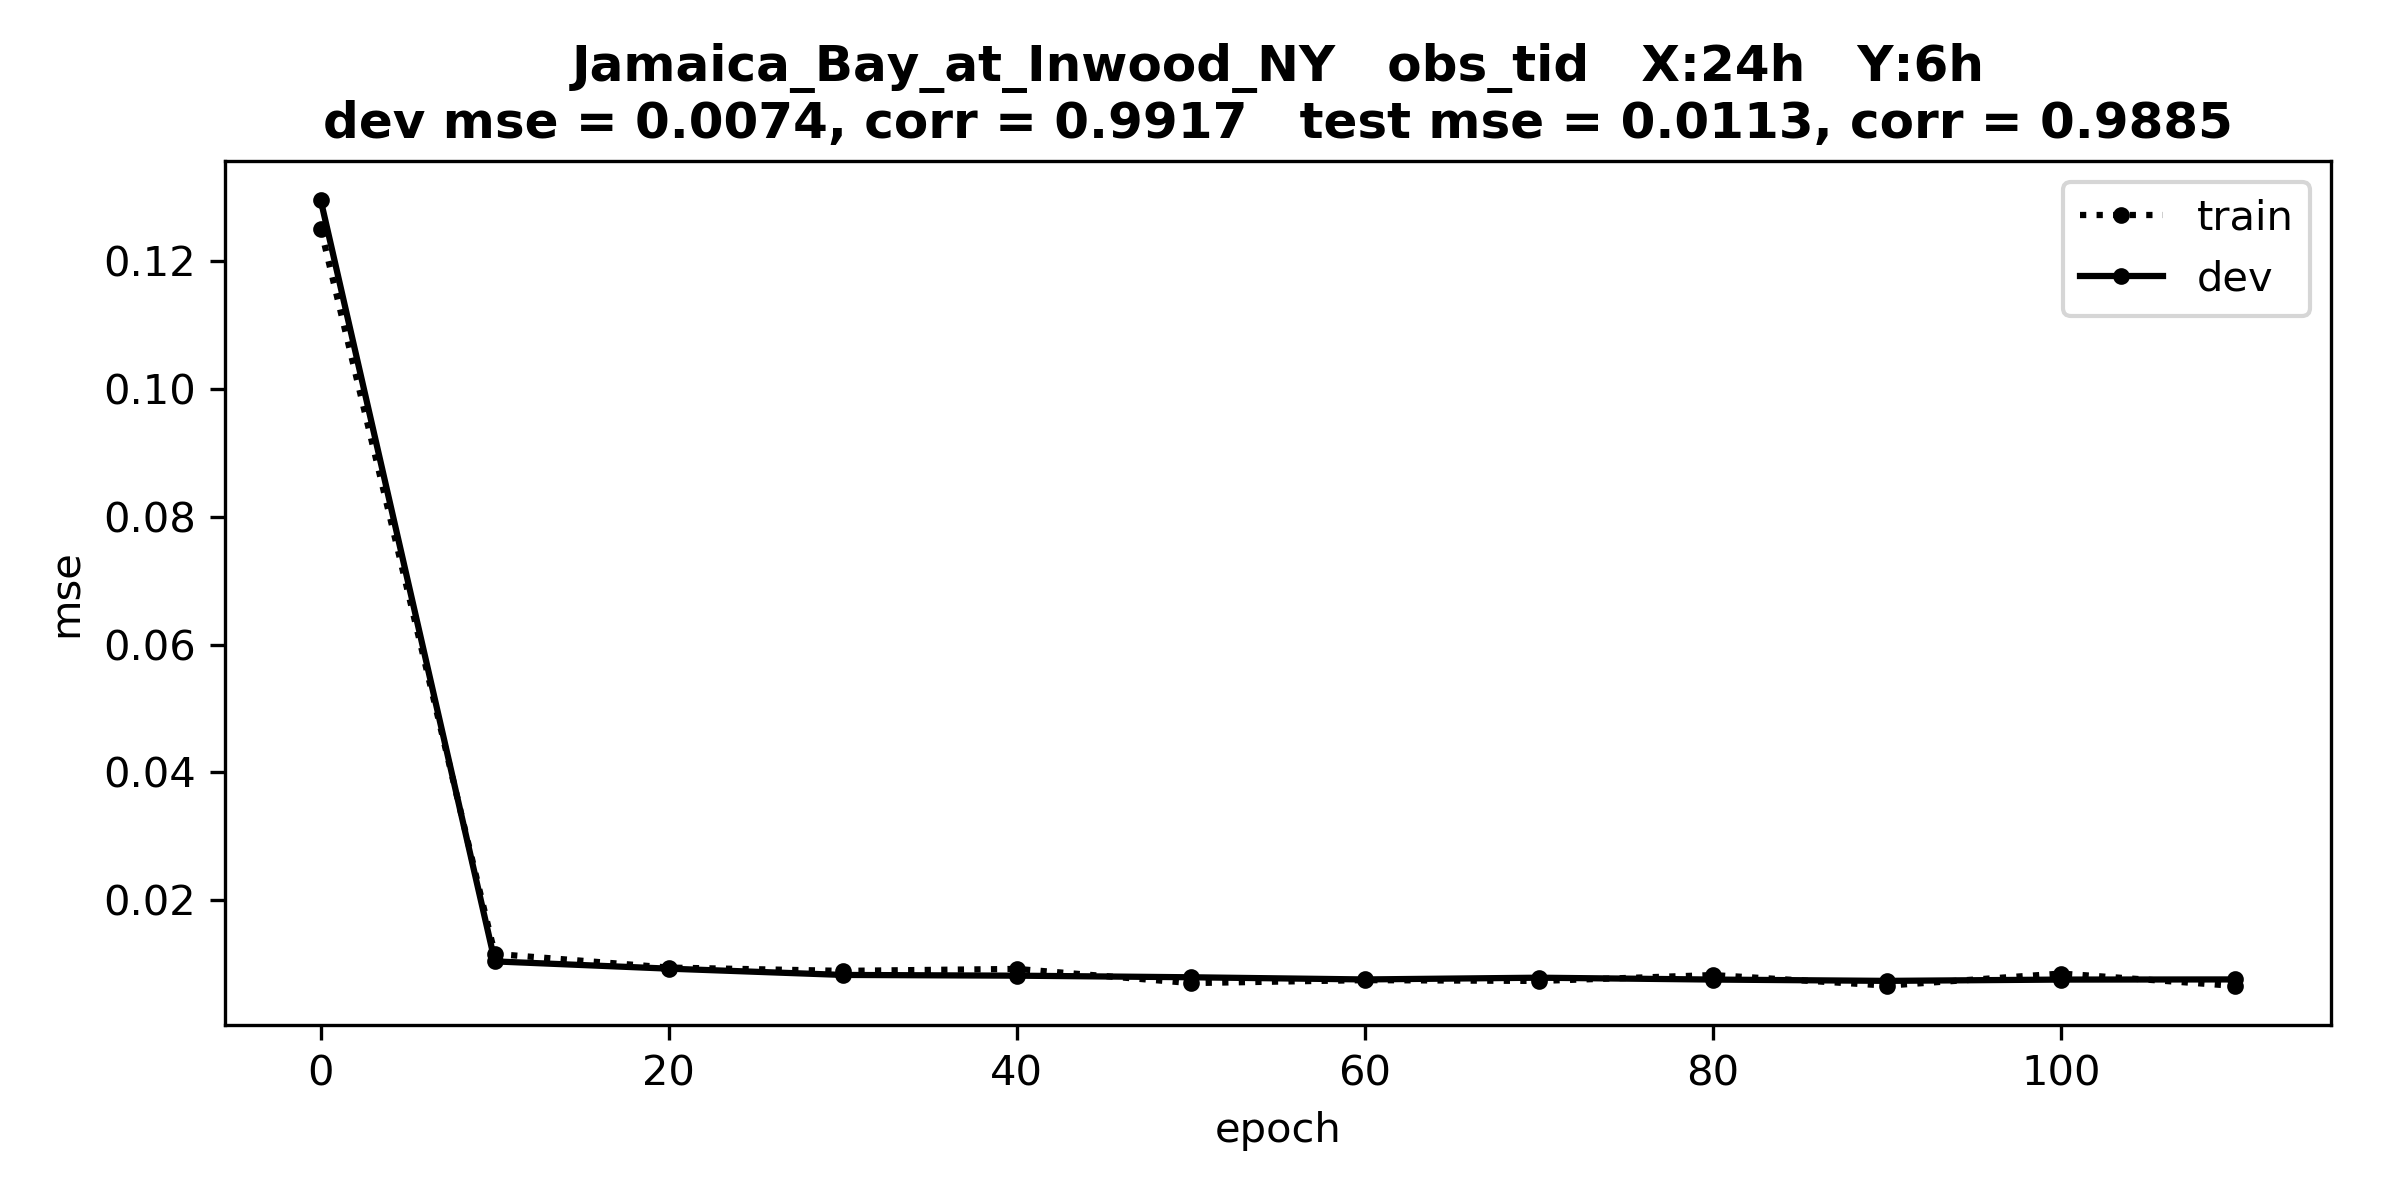 Jamaica_Bay_at_Inwood_NY   obs_tid   X:24h   Y:6h
dev mse = 0.0074, corr = 0.9917   test mse = 0.0113, corr = 0.9885
train
dev
0.12
0.10
0.08
0.06
0.04
0.02
mse
0 20 40 60 80 100
epoch